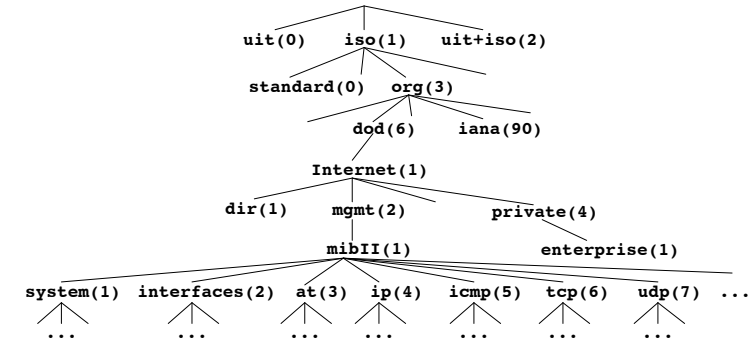 uit(0) iso(1) uit+iso(2)
standard(0) org(3)
dod(6) iana(90)
Internet(1)
dir(1) mgmt(2) private(4)
mibII(1) enterprise(1)
system(1) interfaces(2) at(3) ip(4) icmp(5) tcp(6) udp(7) ...
... ... ... ... ... ... ...